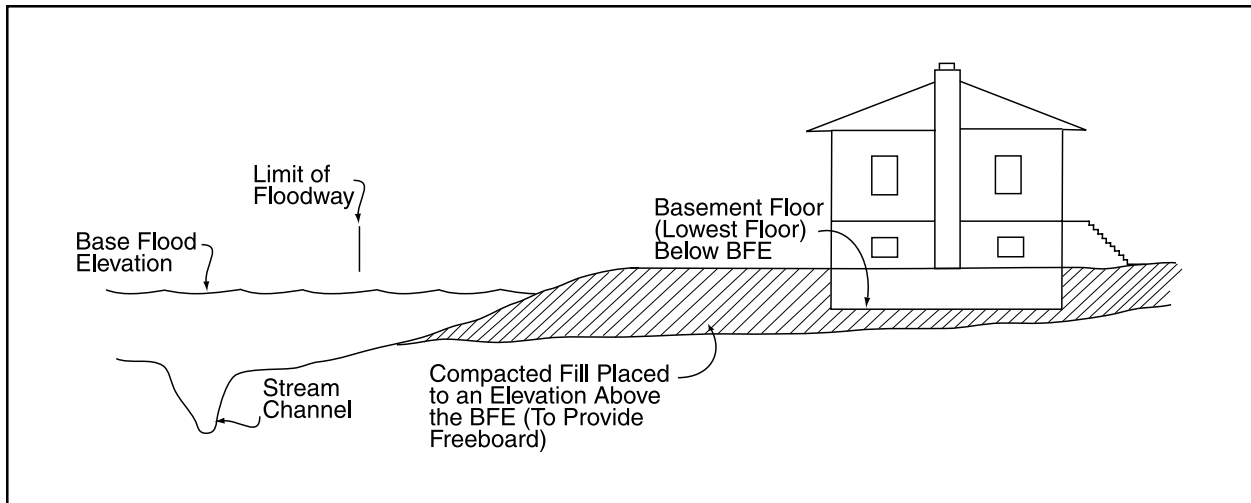 Limit of
Floodway
Base Flood
Elevation
Basement Floor
(Lowest Floor)
Below BFE
Stream
Channel
Compacted Fill Placed
to an Elevation Above
the BFE (To Provide
Freeboard)